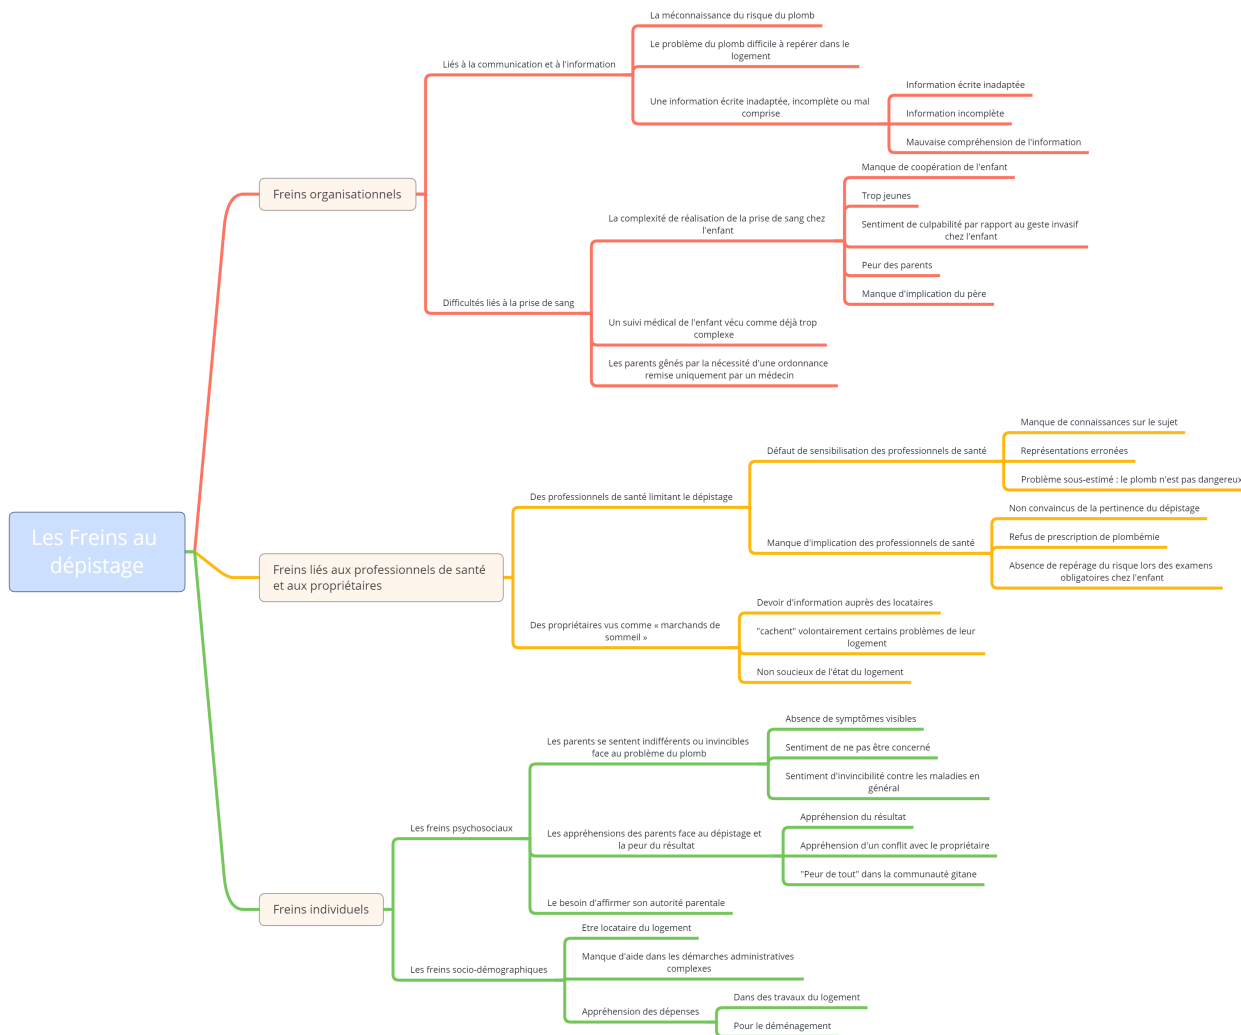 Les Freins au
dépistage
Freins organisationnels
Liés à la communication et à l'information
La méconnaissance du risque du plomb
Le problème du plomb difficile à repérer dans le
logement
Une information écrite inadaptée, incomplète ou mal
comprise
Information écrite inadaptée
Information incomplète
Mauvaise compréhension de l'information
Difficultés liés à la prise de sang
La complexité de réalisation de la prise de sang chez
l'enfant
Manque de coopération de l'enfant
Trop jeunes
Sentiment de culpabilité par rapport au geste invasif
chez l'enfant
Peur des parents
Manque d'implication du père
Un suivi médical de l'enfant vécu comme déjà trop
complexe
Les parents gênés par la nécessité d'une ordonnance
remise uniquement par un médecin
Freins liés aux professionnels de santé
et aux propriétaires
Des professionnels de santé limitant le dépistage
Défaut de sensibilisation des professionnels de santé
Manque de connaissances sur le sujet
Représentations erronées
Problème sous-estimé : le plomb n'est pas dangereux
Manque d'implication des professionnels de santé
Non convaincus de la pertinence du dépistage
Refus de prescription de plombémie
Absence de repérage du risque lors des examens
obligatoires chez l'enfant
Des propriétaires vus comme « marchands de
sommeil »
Devoir d'information auprès des locataires
"cachent" volontairement certains problèmes de leur
logement
Non soucieux de l'état du logement
Freins individuels
Les freins psychosociaux
Les parents se sentent indifférents ou invincibles
face au problème du plomb
Absence de symptômes visibles
Sentiment de ne pas être concerné
Sentiment d'invincibilité contre les maladies en
général
Les appréhensions des parents face au dépistage et
la peur du résultat
Appréhension du résultat
Appréhension d'un conflit avec le propriétaire
"Peur de tout" dans la communauté gitane
Le besoin d'affirmer son autorité parentale
Les freins socio-démographiques
Etre locataire du logement
Manque d'aide dans les démarches administratives
complexes
Appréhension des dépenses
Dans des travaux du logement
Pour le déménagement